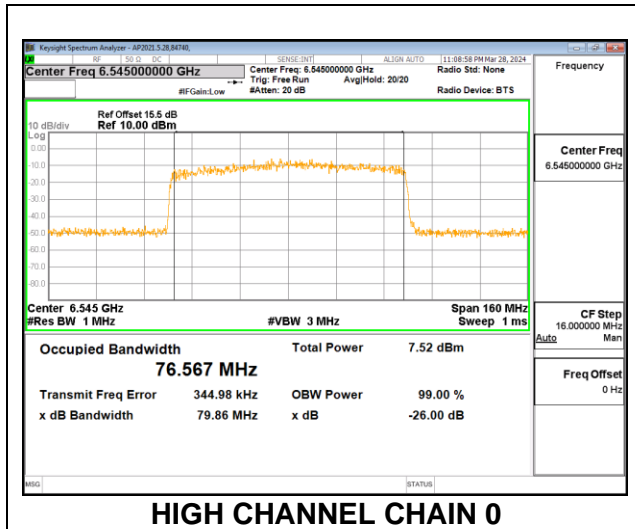 Keysight Spectrum Analyzer - AP2021.5.28,84740,
RF 50 Ω DC SENSE:INT ALIGN AUTO 11:08:58 PM Mar 28, 2024
Center Freq 6.545000000 GHz
Center Freq: 6.545000000 GHz
Radio Std: None
Trig: Free Run Avg|Hold: 20/20
#IFGain:Low #Atten: 20 dB Radio Device: BTS
Frequency
Ref Offset 15.5 dB
10 dB/div Ref 10.00 dBm
Log
0.00
-10.0
-20.0
-30.0
-40.0
-50.0
-60.0
-70.0
-80.0
Center 6.545 GHz Span 160 MHz
#Res BW 1 MHz #VBW 3 MHz Sweep 1 ms
Center Freq
6.545000000 GHz
CF Step
16.000000 MHz
Auto Man
Freq Offset
0 Hz
Occupied Bandwidth Total Power 7.52 dBm
76.567 MHz
Transmit Freq Error 344.98 kHz OBW Power 99.00 %
x dB Bandwidth 79.86 MHz x dB -26.00 dB
MSG STATUS
HIGH CHANNEL CHAIN 0